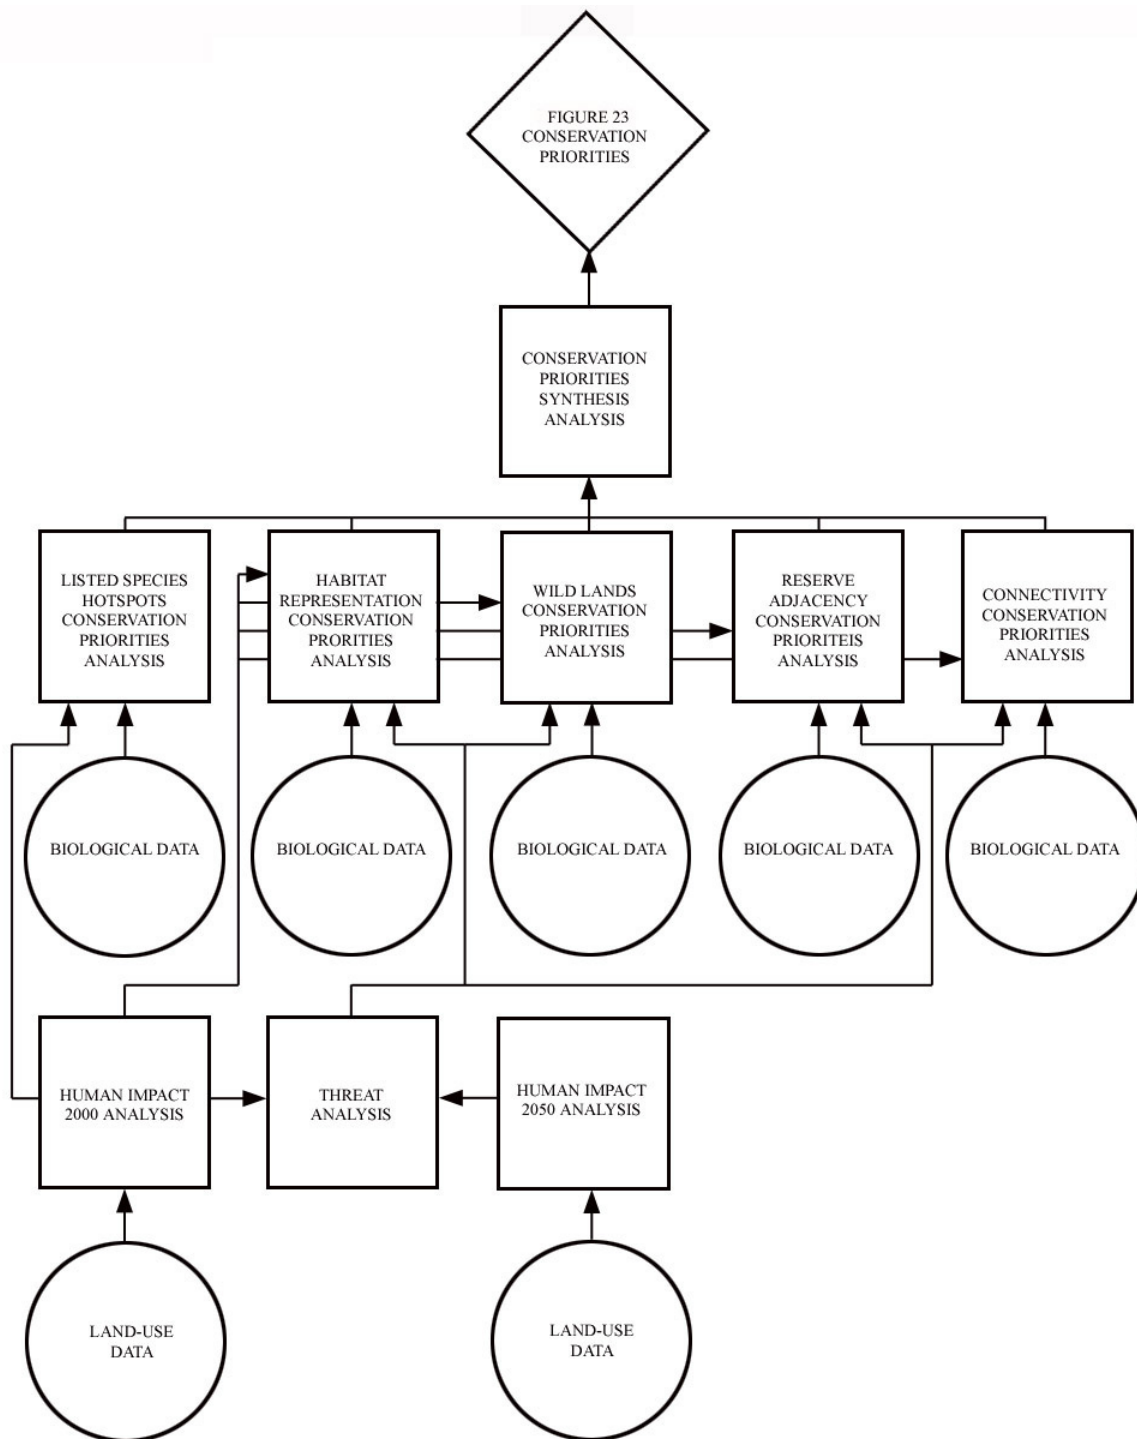 FIGURE 23
CONSERVATION
PRIORITIES
CONSERVATION
PRIORITIES
SYNTHESIS
ANALYSIS
LISTED SPECIES
HOTSPOTS
CONSERVATION
PRIORITIES
ANALYSIS
HABITAT
REPRESENTATION
CONSERVATION
PRORITIES
ANALYSIS
WILD LANDS
CONSERVATION
PRIORITIES
ANALYSIS
RESERVE
ADJACENCY
CONSERVATION
PRIORITEIS
ANALYSIS
CONNECTIVITY
CONSERVATION
PRIORITIES
ANALYSIS
BIOLOGICAL DATA
BIOLOGICAL DATA
BIOLOGICAL DATA
BIOLOGICAL DATA
BIOLOGICAL DATA
HUMAN IMPACT
2000 ANALYSIS
THREAT
ANALYSIS
HUMAN IMPACT
2050 ANALYSIS
LAND-USE
DATA
LAND-USE
DATA